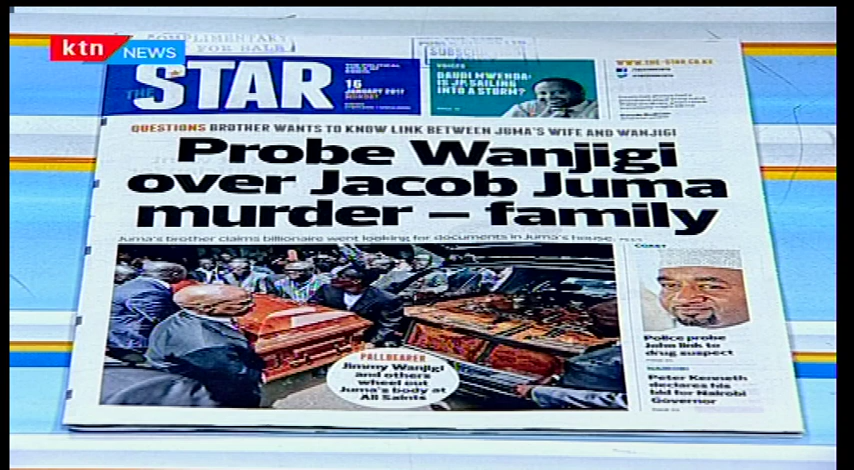 ktn NEWS
COMPLIMENTARY
FOR SALE
SUBSC
THE STAR
THE POLITICAL
16
JANUARY 2017
MONDAY
VOICES
DAUDI MWENDA:
IS JP SAILING
INTO A STORM?
WWW.THE-STAR.CO.KE
QUESTIONS BROTHER WANTS TO KNOW LINK BETWEEN JUMA'S WIFE AND WANJIGI
Probe Wanjigi
over Jacob Juma
murder – family
Juma's brother claims billionaire went looking for documents in Juma's house.
PALLBEARER
Jimmy Wanjigi
and others
wheel out
Juma's body at
All Saints
COAST
Police probe
Joho link to
drug suspect
NAIROBI
Peter Kenneth
declares his
bid for Nairobi
Governor